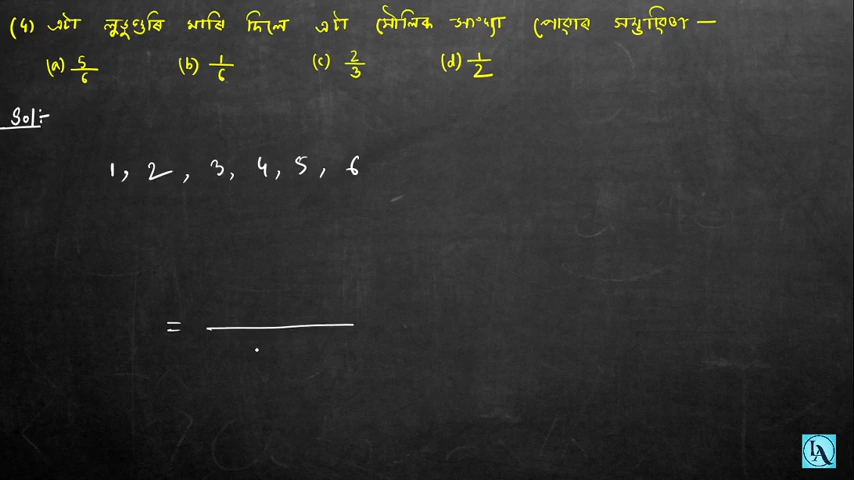 (4) এটা লুডুগুটি মাৰি দিলে এটা মৌলিক সংখ্যা পোৱাৰ সম্ভাৱিতা —
(a) 5/6 (b) 1/6 (c) 2/3 (d) 1/2
Sol:-
1, 2, 3, 4, 5, 6
=
LA